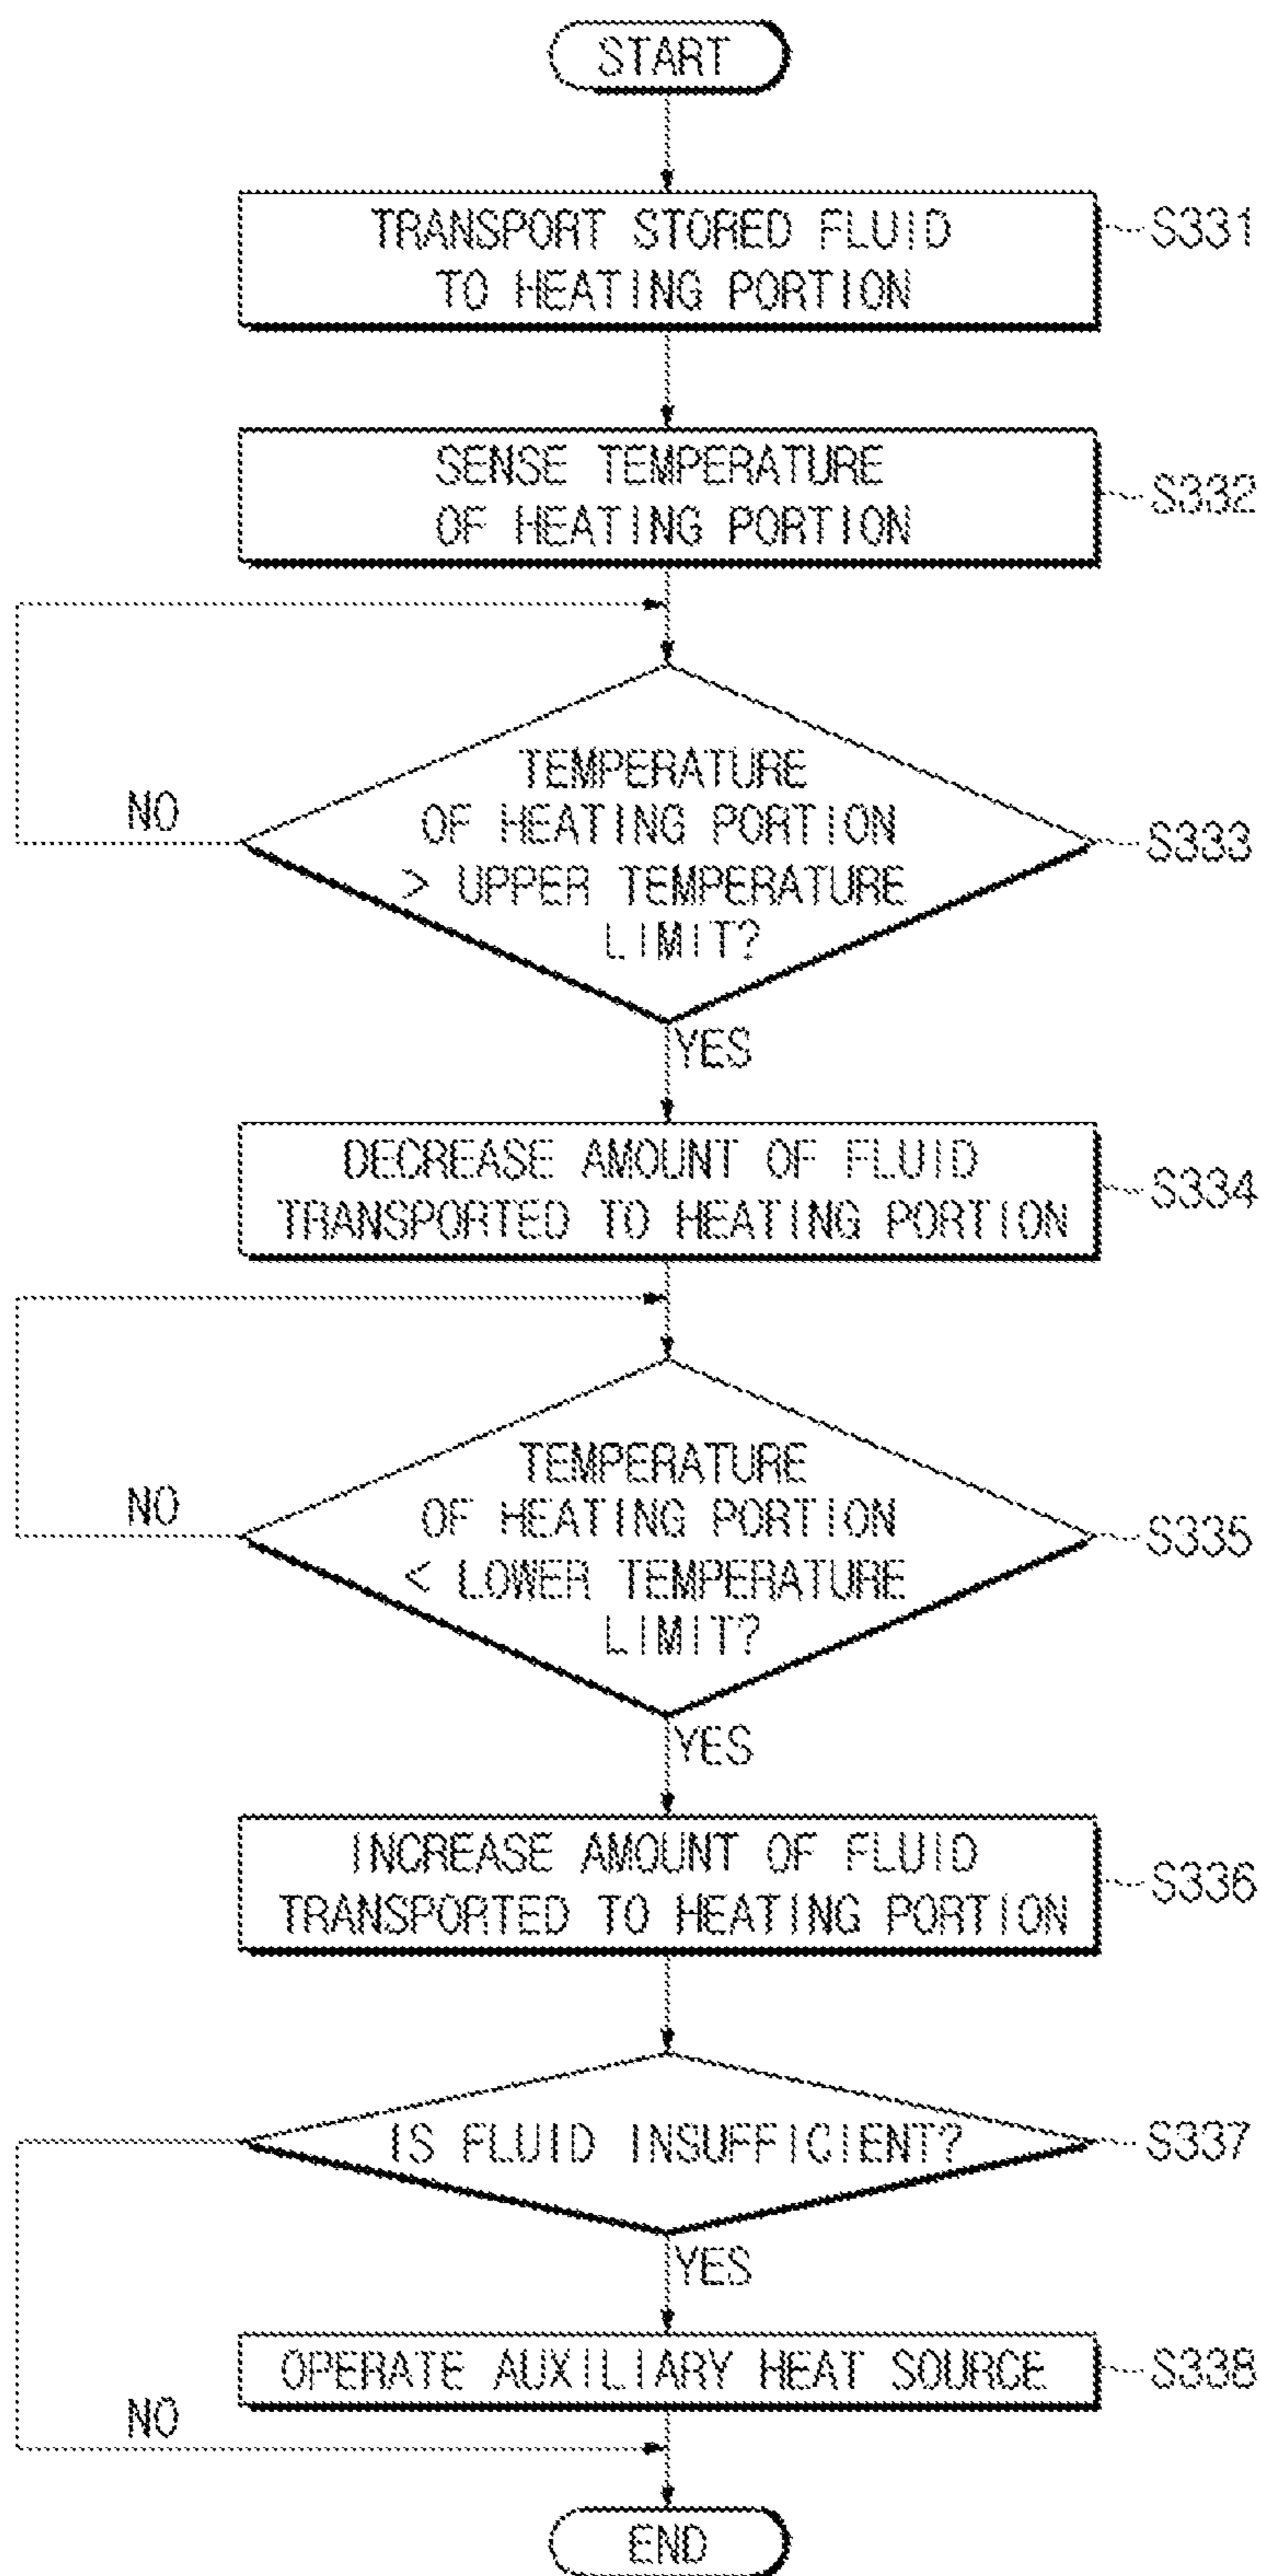 START
TRANSPORT STORED FLUID
TO HEATING PORTION
S331
SENSE TEMPERATURE
OF HEATING PORTION
S332
TEMPERATURE
OF HEATING PORTION
> UPPER TEMPERATURE
LIMIT?
NO
S333
YES
DECREASE AMOUNT OF FLUID
TRANSPORTED TO HEATING PORTION
S334
TEMPERATURE
OF HEATING PORTION
< LOWER TEMPERATURE
LIMIT?
NO
S335
YES
INCREASE AMOUNT OF FLUID
TRANSPORTED TO HEATING PORTION
S336
IS FLUID INSUFFICIENT?
S337
YES
OPERATE AUXILIARY HEAT SOURCE
S338
NO
END